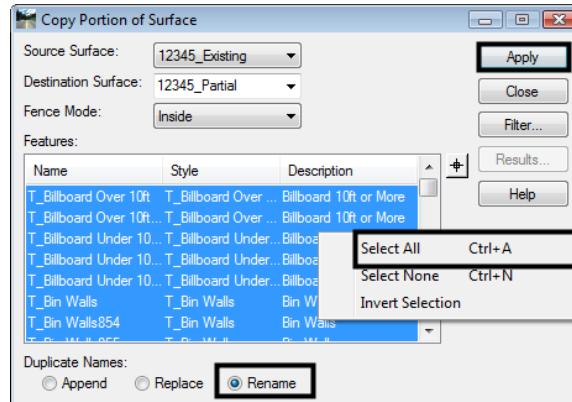 Copy Portion of Surface
Source Surface: 12345_Existing
Apply
Destination Surface: 12345_Partial
Close
Fence Mode: Inside
Filter...
Features:
Results...
Name Style Description
Help
T_Billboard Over 10ft T_Billboard Over ... Billboard 10ft or More
T_Billboard Over 10ft... T_Billboard Over ... Billboard 10ft or More
T_Billboard Under 10... T_Billboard Under... Billboa
Select All Ctrl+A
T_Billboard Under 10... T_Billboard Under... Billboa
Select None Ctrl+N
T_Billboard Under 10... T_Billboard Under... Billboa
Invert Selection
T_Bin Walls T_Bin Walls Bin W
T_Bin Walls854 T_Bin Walls Bin Walls
Duplicate Names:
Append Replace Rename